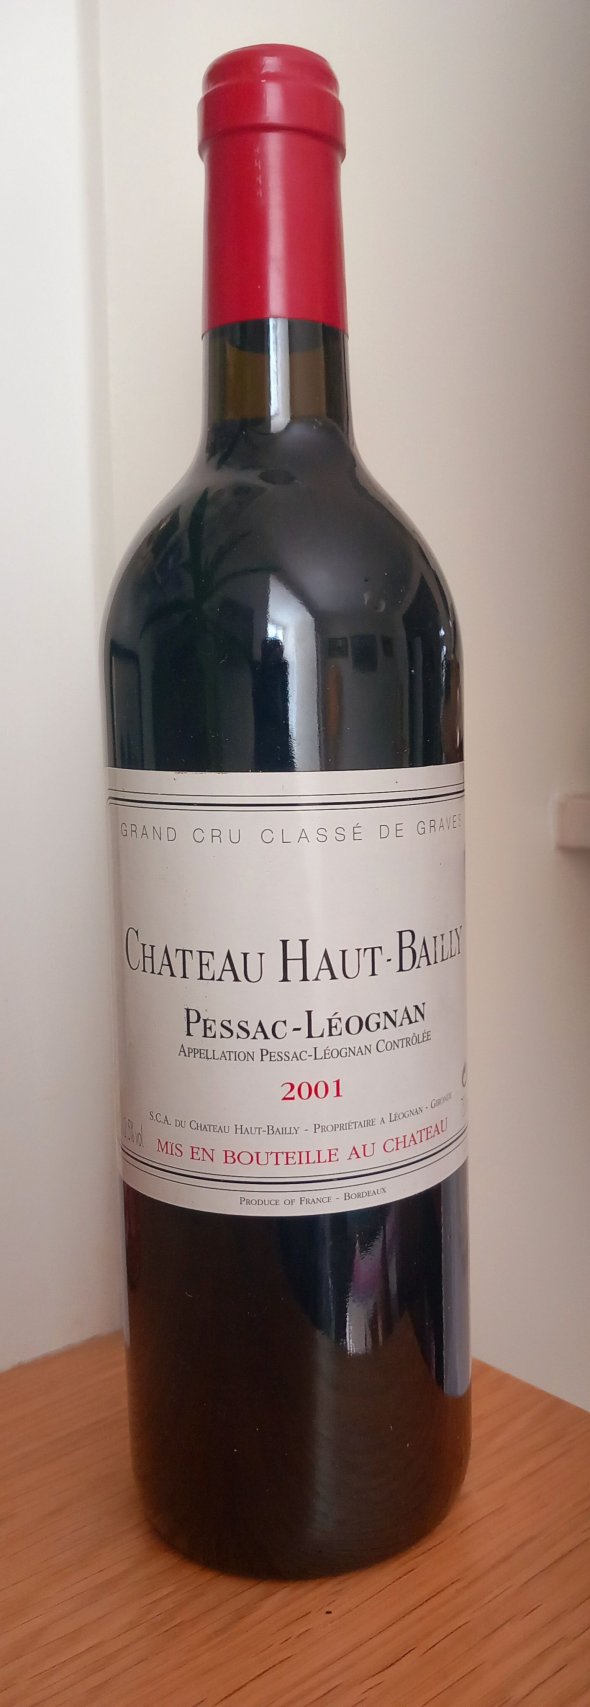 GRAND CRU CLASSÉ DE GRAVES
CHATEAU HAUT-BAILLY
PESSAC-LÉOGNAN
APPELLATION PESSAC-LÉOGNAN CONTRÔLÉE
2001
S.C.A. DU CHATEAU HAUT-BAILLY - PROPRIÉTAIRE A LÉOGNAN - GIRONDE
MIS EN BOUTEILLE AU CHATEAU
PRODUCE OF FRANCE - BORDEAUX